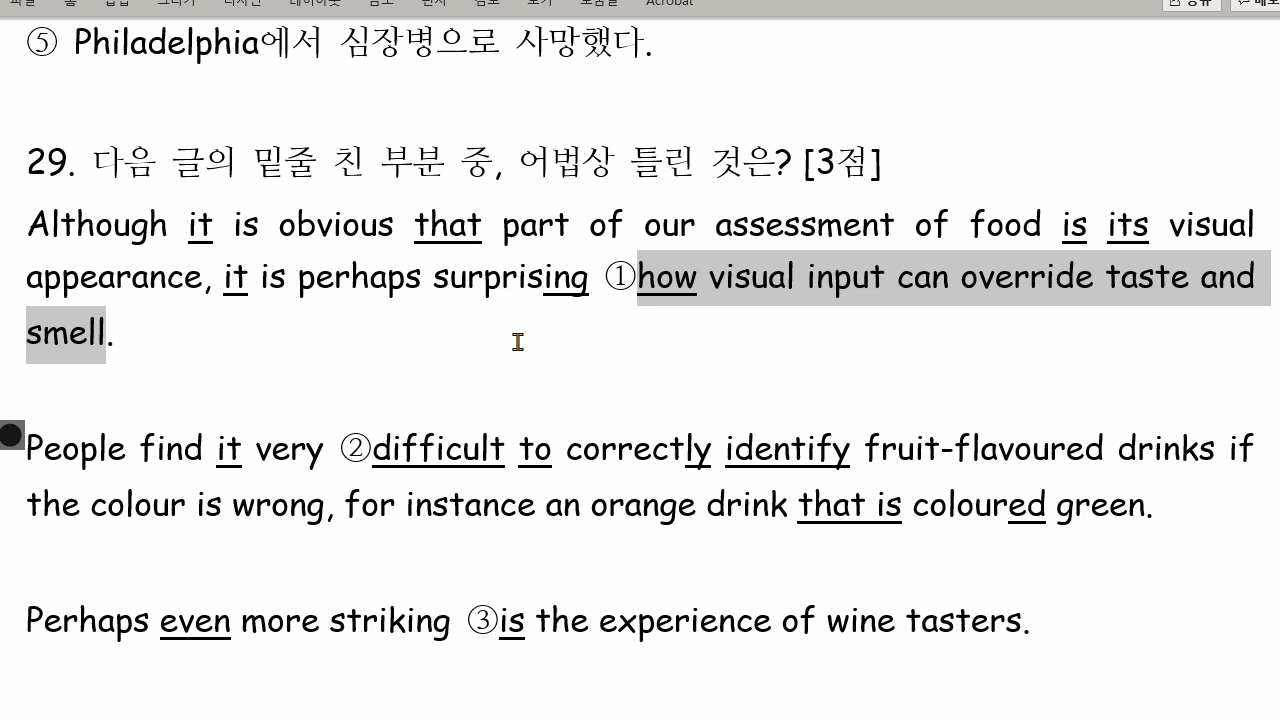 Acrobat
⑤ Philadelphia에서 심장병으로 사망했다.
29. 다음 글의 밑줄 친 부분 중, 어법상 틀린 것은? [3점]
Although it is obvious that part of our assessment of food is its visual
appearance, it is perhaps surprising ①how visual input can override taste and
smell.
People find it very ②difficult to correctly identify fruit-flavoured drinks if
the colour is wrong, for instance an orange drink that is coloured green.
Perhaps even more striking ③is the experience of wine tasters.